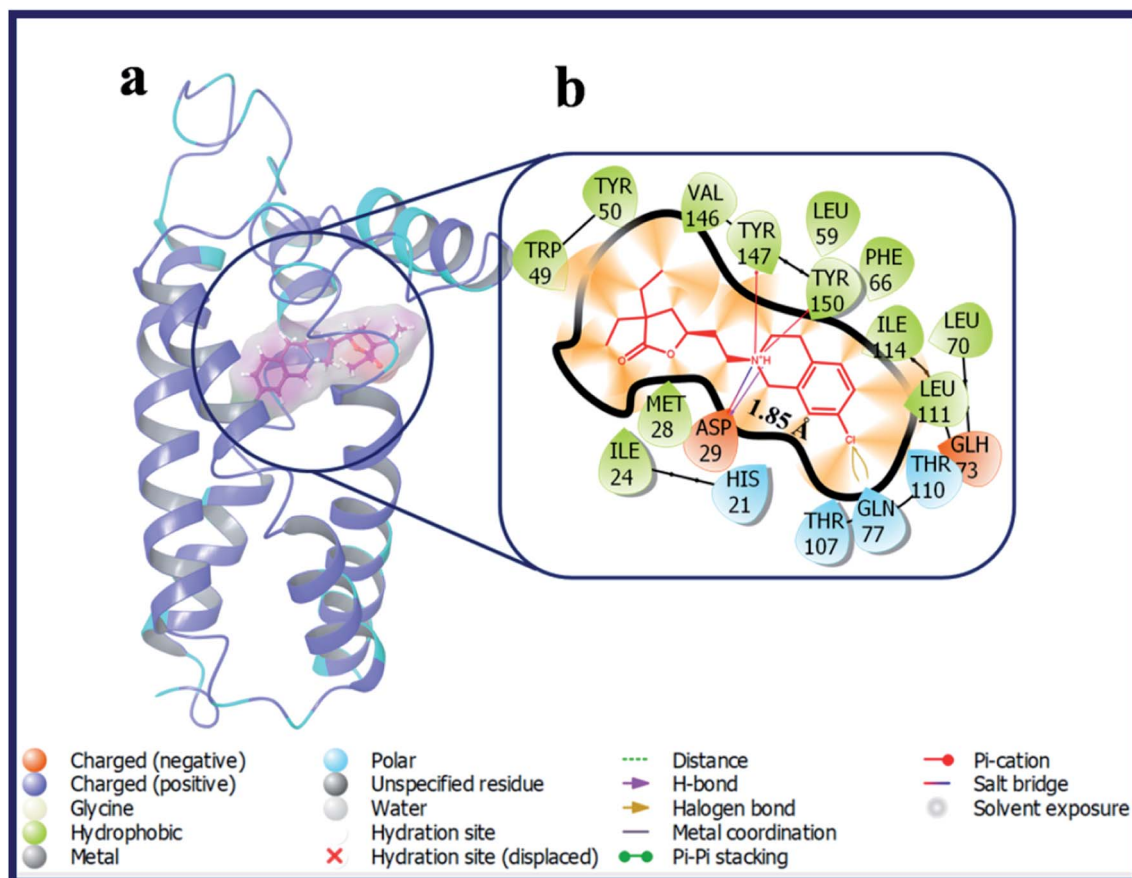 a
b
TYR
50
VAL
146
TYR
147
LEU
59
TRP
49
TYR
150
PHE
66
ILE
114
LEU
70
N⁺H
O
O
MET
28
ASP
29
1.85 Å
LEU
111
GLH
73
ILE
24
HIS
21
Cl
THR
110
THR
107
GLN
77
Charged (negative)
Charged (positive)
Glycine
Hydrophobic
Metal
Polar
Unspecified residue
Water
Hydration site
Hydration site (displaced)
Distance
H-bond
Halogen bond
Metal coordination
Pi-Pi stacking
Pi-cation
Salt bridge
Solvent exposure